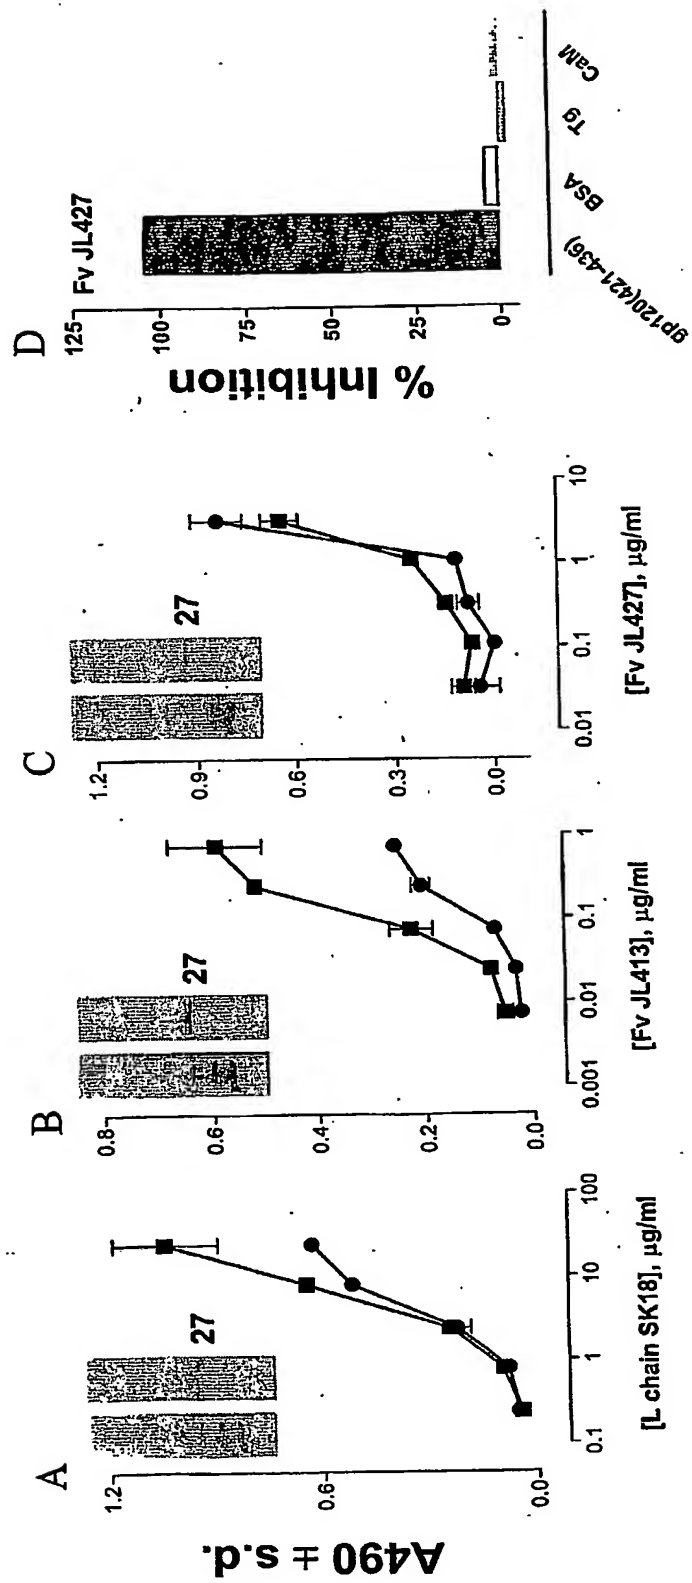 A
A490 ± s.d.
1.2
0.6
0.0
27
0.1
1
10
100
[L chain SK18], µg/ml
B
0.8
0.6
0.4
0.2
0.0
27
0.001
0.01
0.1
1
[Fv JL413], µg/ml
C
1.2
0.9
0.6
0.3
0.0
27
0.01
0.1
1
10
[Fv JL427], µg/ml
D
% Inhibition
125
100
75
50
25
0
Fv JL427
gp120(421-436)
BSA
Tg
CaM